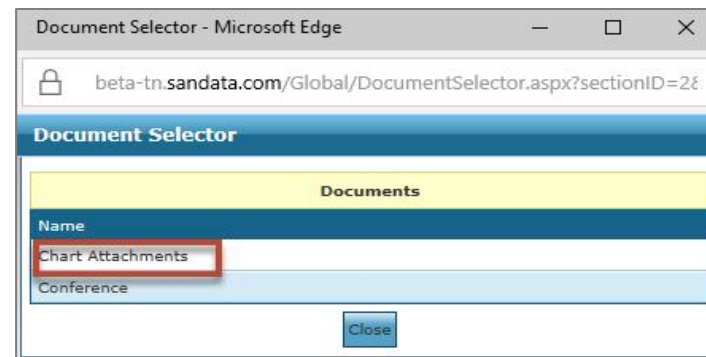 Document Selector - Microsoft Edge
beta-tn.sandata.com/Global/DocumentSelector.aspx?sectionID=28
Document Selector
Documents
Name
Chart Attachments
Conference
Close